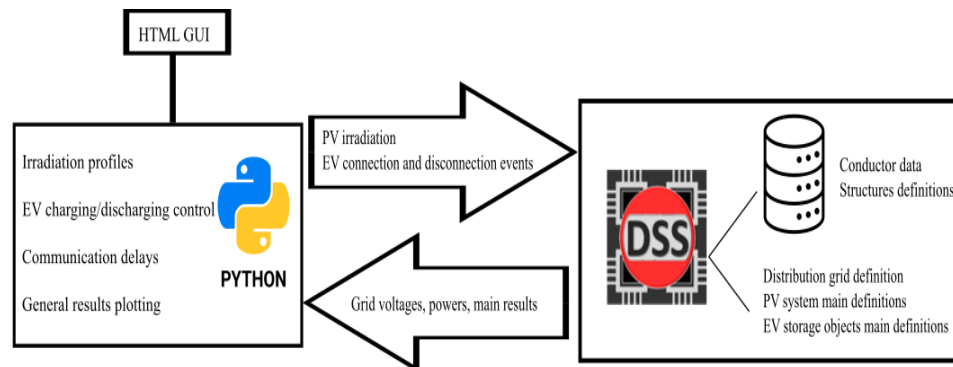 HTML GUI
Irradiation profiles
EV charging/discharging control
Communication delays
General results plotting
PYTHON
PV irradiation
EV connection and disconnection events
Grid voltages, powers, main results
DSS
Conductor data
Structures definitions
Distribution grid definition
PV system main definitions
EV storage objects main definitions